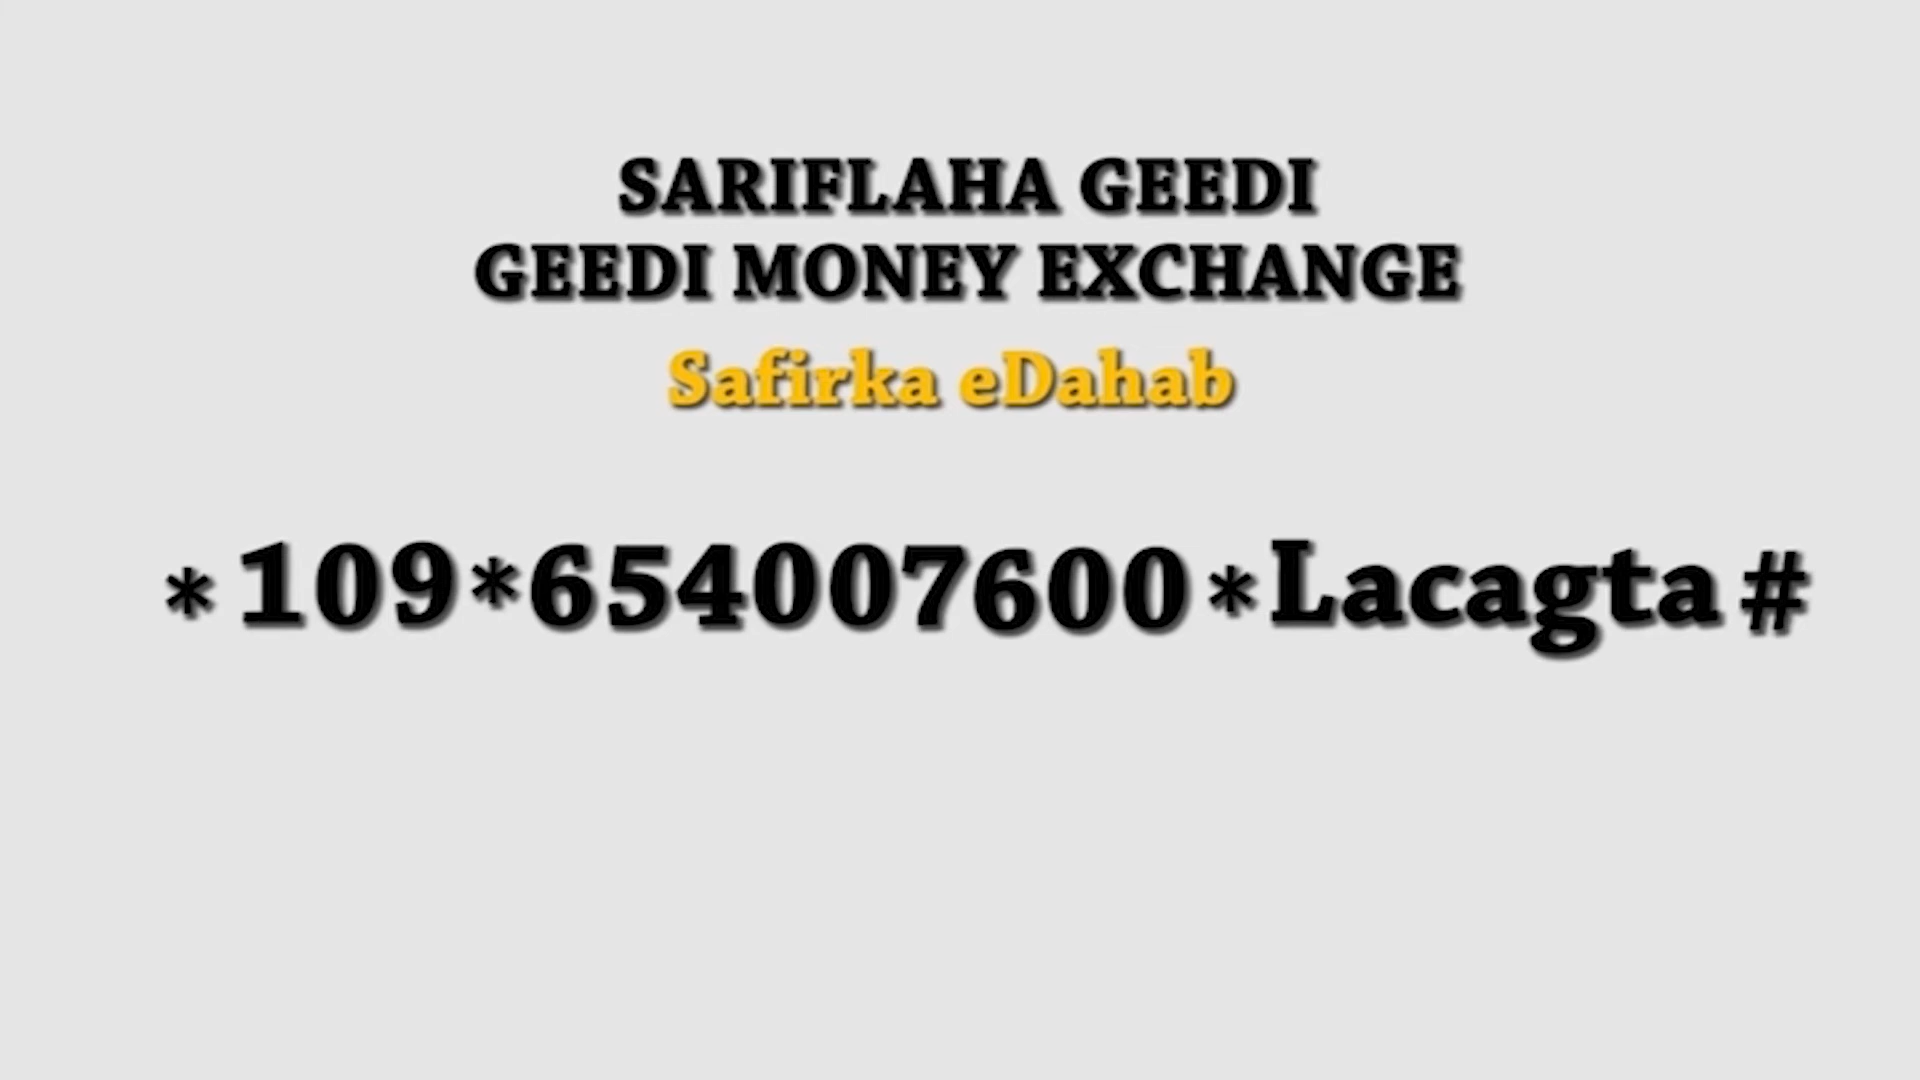 SARIFLAHA GEEDI
GEEDI MONEY EXCHANGE
Safirka eDahab
*109*654007600*Lacagta#